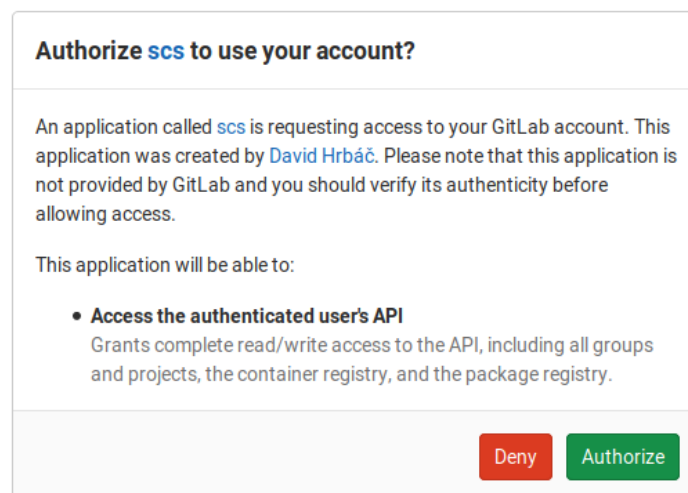 Authorize scs to use your account?
An application called scs is requesting access to your GitLab account. This
application was created by David Hrbáč. Please note that this application is
not provided by GitLab and you should verify its authenticity before
allowing access.
This application will be able to:
• Access the authenticated user's API
Grants complete read/write access to the API, including all groups
and projects, the container registry, and the package registry.
Deny Authorize